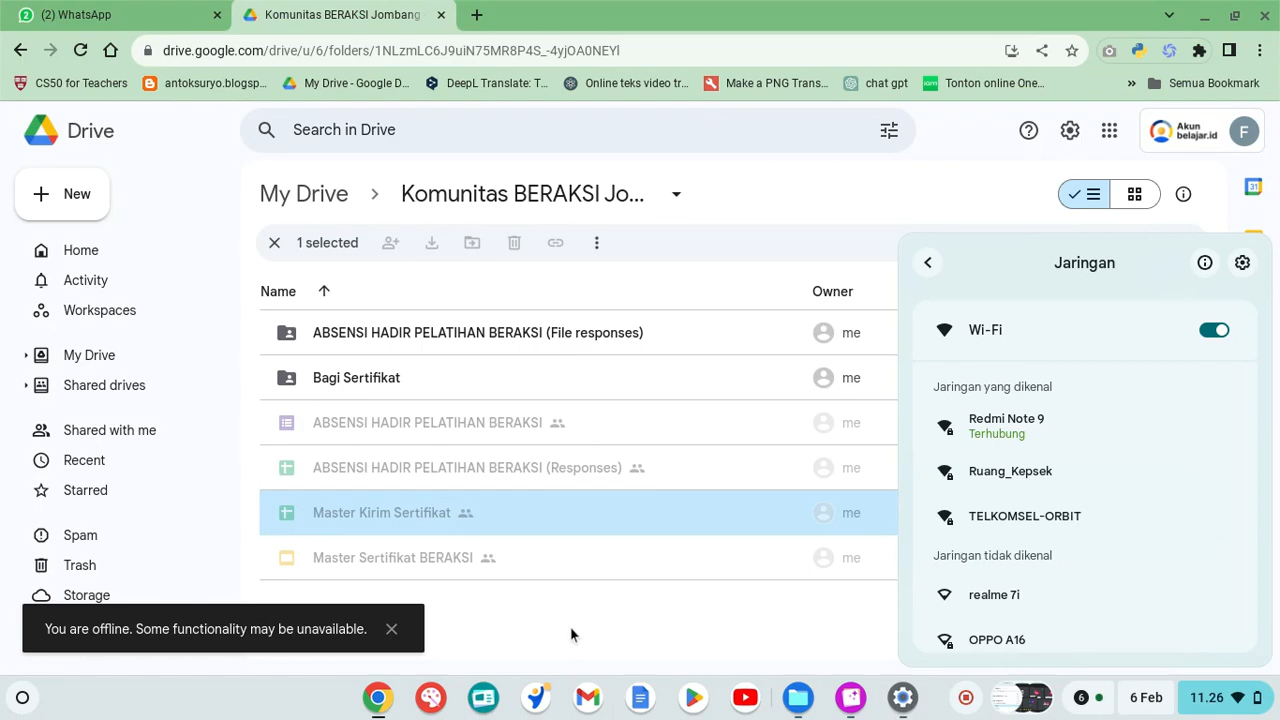 (2) WhatsApp
Komunitas BERAKSI Jombang
drive.google.com/drive/u/6/folders/1NLzmLC6J9uiN75MR8P4S_-4yjOA0NEYl
CS50 for Teachers
antoksuryo.blogsp...
My Drive - Google D...
DeepL Translate: T...
Online teks video tr...
Make a PNG Trans...
chat gpt
Tonton online One...
»
Semua Bookmark
Drive
Search in Drive
Akun belajar.id
F
New
My Drive > Komunitas BERAKSI Jo...
1 selected
Home
Activity
Workspaces
My Drive
Shared drives
Shared with me
Recent
Starred
Spam
Trash
Storage
Name
Owner
ABSENSI HADIR PELATIHAN BERAKSI (File responses)
me
Bagi Sertifikat
me
ABSENSI HADIR PELATIHAN BERAKSI
me
ABSENSI HADIR PELATIHAN BERAKSI (Responses)
me
Master Kirim Sertifikat
me
Master Sertifikat BERAKSI
me
31
Jaringan
Wi-Fi
Jaringan yang dikenal
Redmi Note 9
Terhubung
Ruang_Kepsek
TELKOMSEL-ORBIT
Jaringan tidak dikenal
realme 7i
OPPO A16
You are offline. Some functionality may be unavailable.
6
6 Feb
11.26